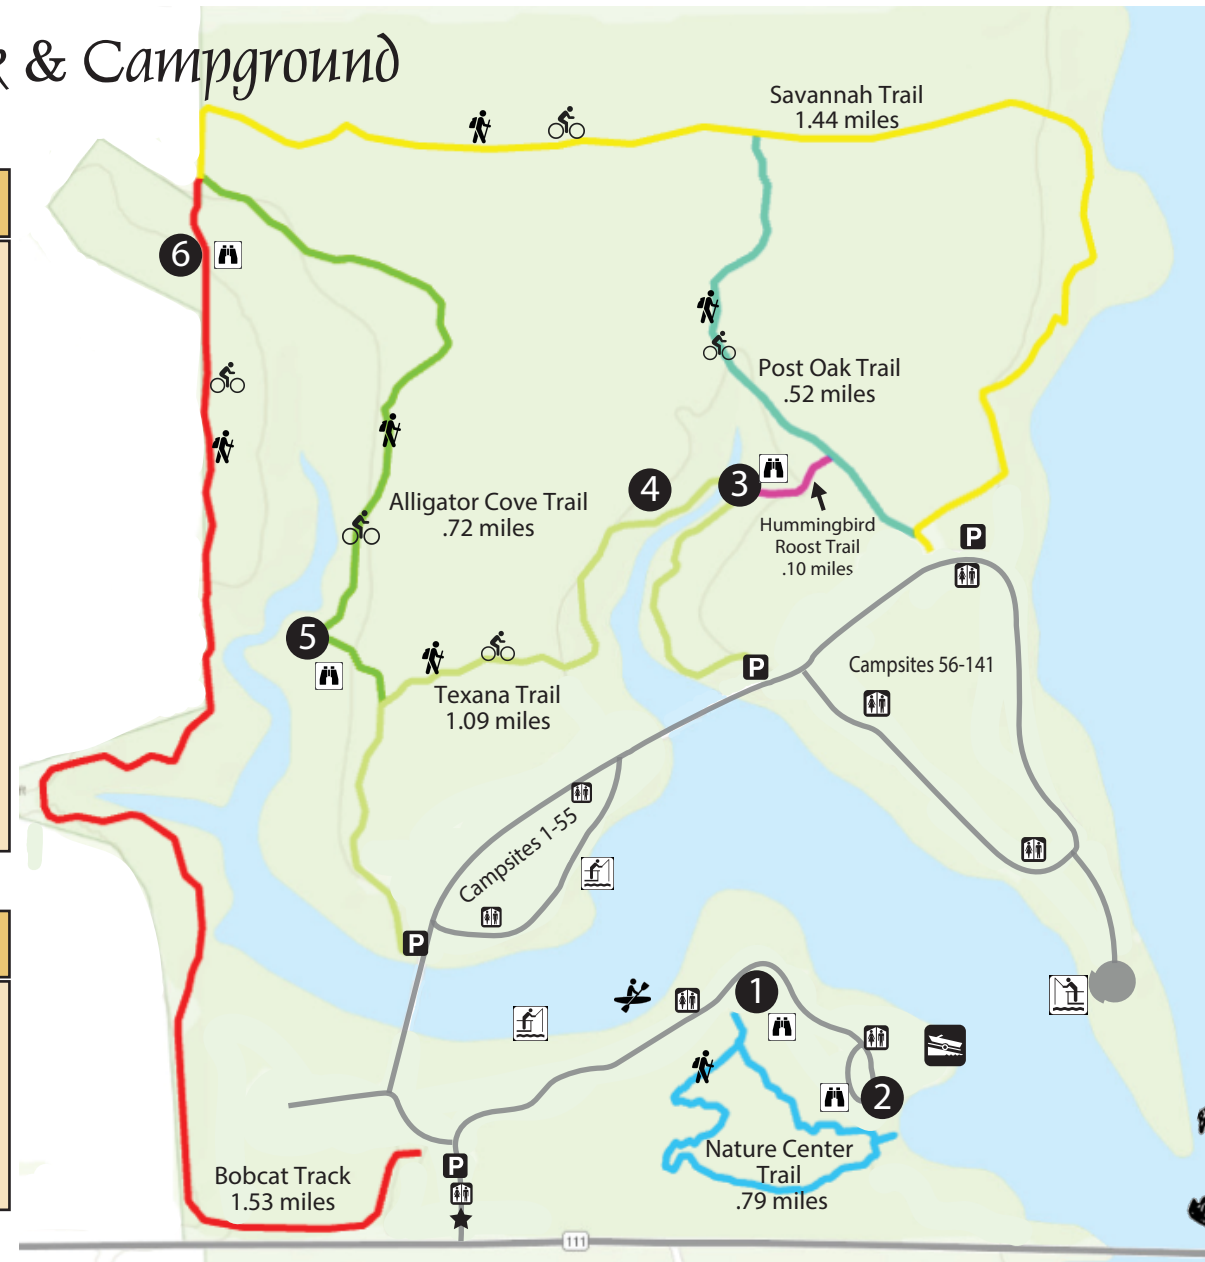 & Campground
Savannah Trail
1.44 miles
6
Post Oak Trail
.52 miles
3
4
Alligator Cove Trail
.72 miles
Hummingbird
Roost Trail
.10 miles
P
5
Campsites 56-141
P
Texana Trail
1.09 miles
Campsites 1-55
P
1
2
Nature Center
Trail
.79 miles
P
Bobcat Track
1.53 miles
111